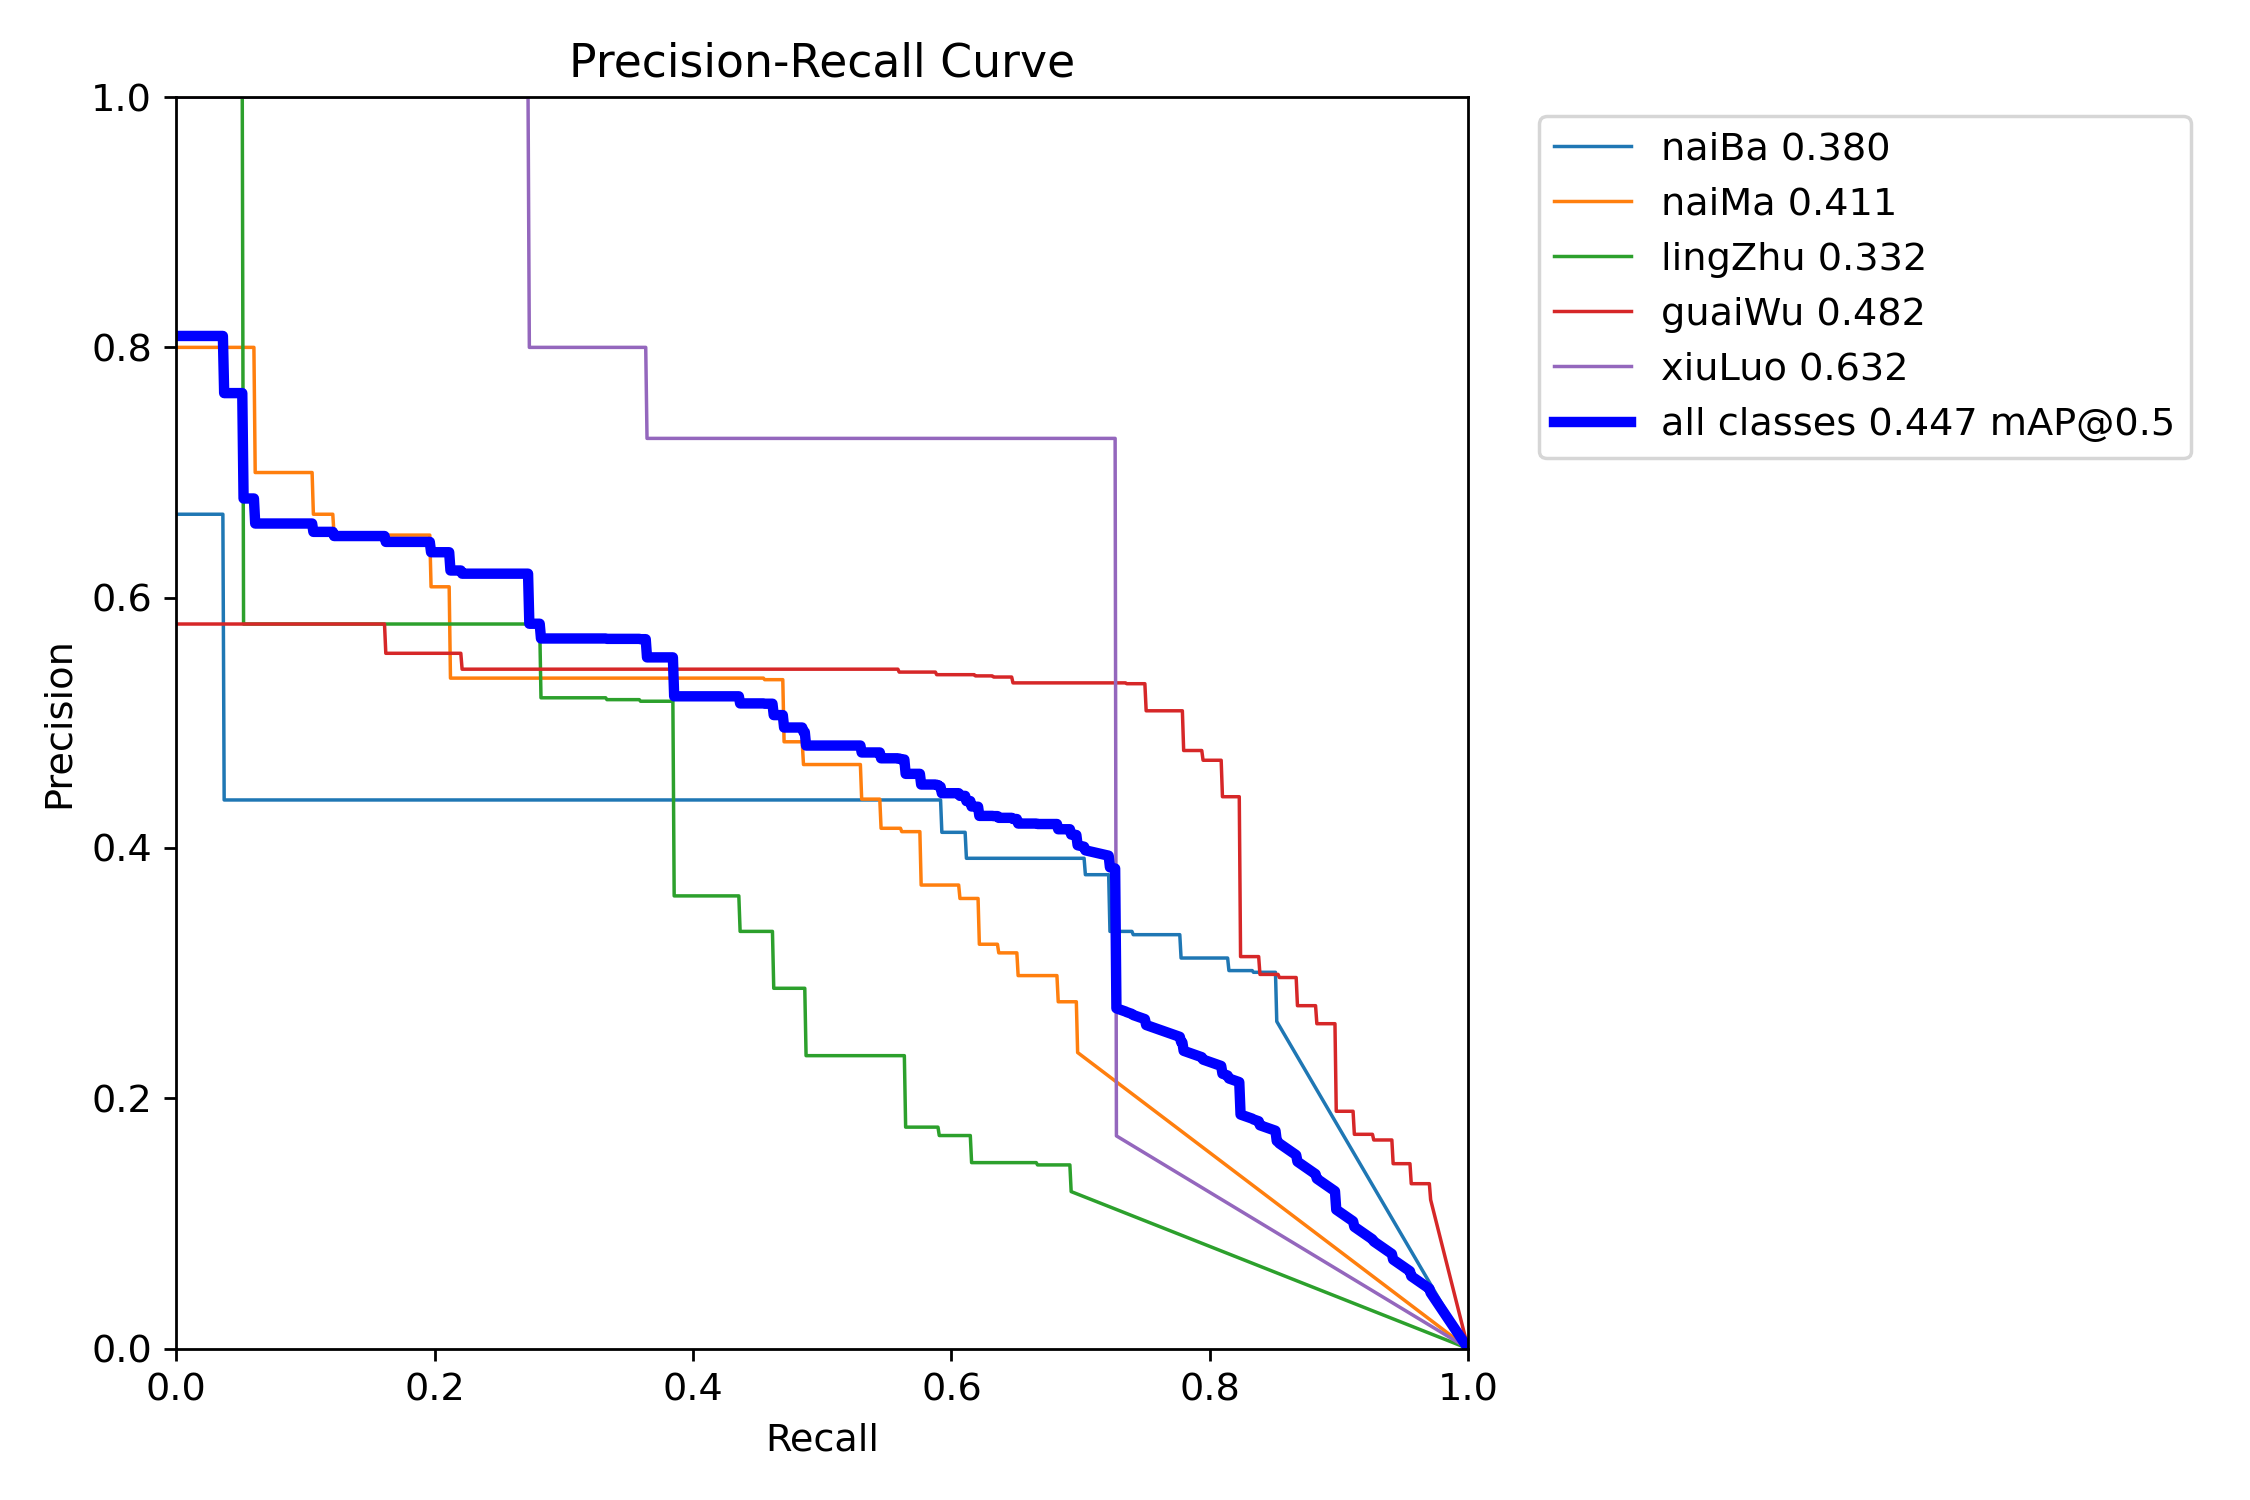 Precision-Recall Curve
1.0
0.8
0.6
0.4
0.2
0.0
Precision
0.0 0.2 0.4 0.6 0.8 1.0
Recall
naiBa 0.380
naiMa 0.411
lingZhu 0.332
guaiWu 0.482
xiuLuo 0.632
all classes 0.447 mAP@0.5